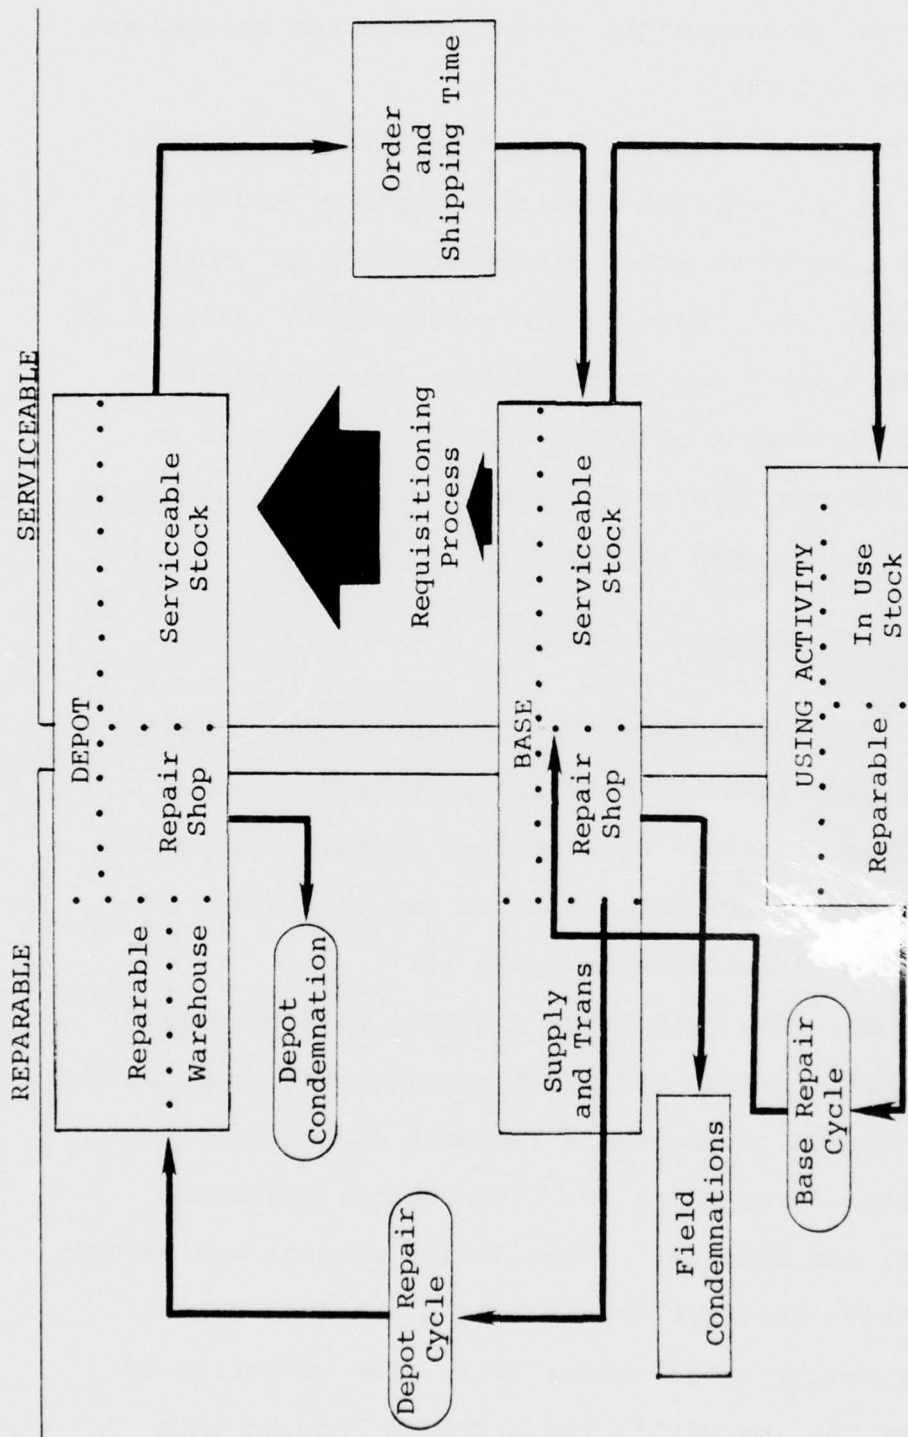 REPARABLE
SERVICEABLE
DEPOT
Reparable
Warehouse
Repair
Shop
Serviceable
Stock
Depot
Condemnation
Depot Repair
Cycle
Requisitioning
Process
Order
and
Shipping Time
BASE
Supply
and Trans
Repair
Shop
Serviceable
Stock
Field
Condemnations
Base Repair
Cycle
USING ACTIVITY
Reparable
In Use
Stock